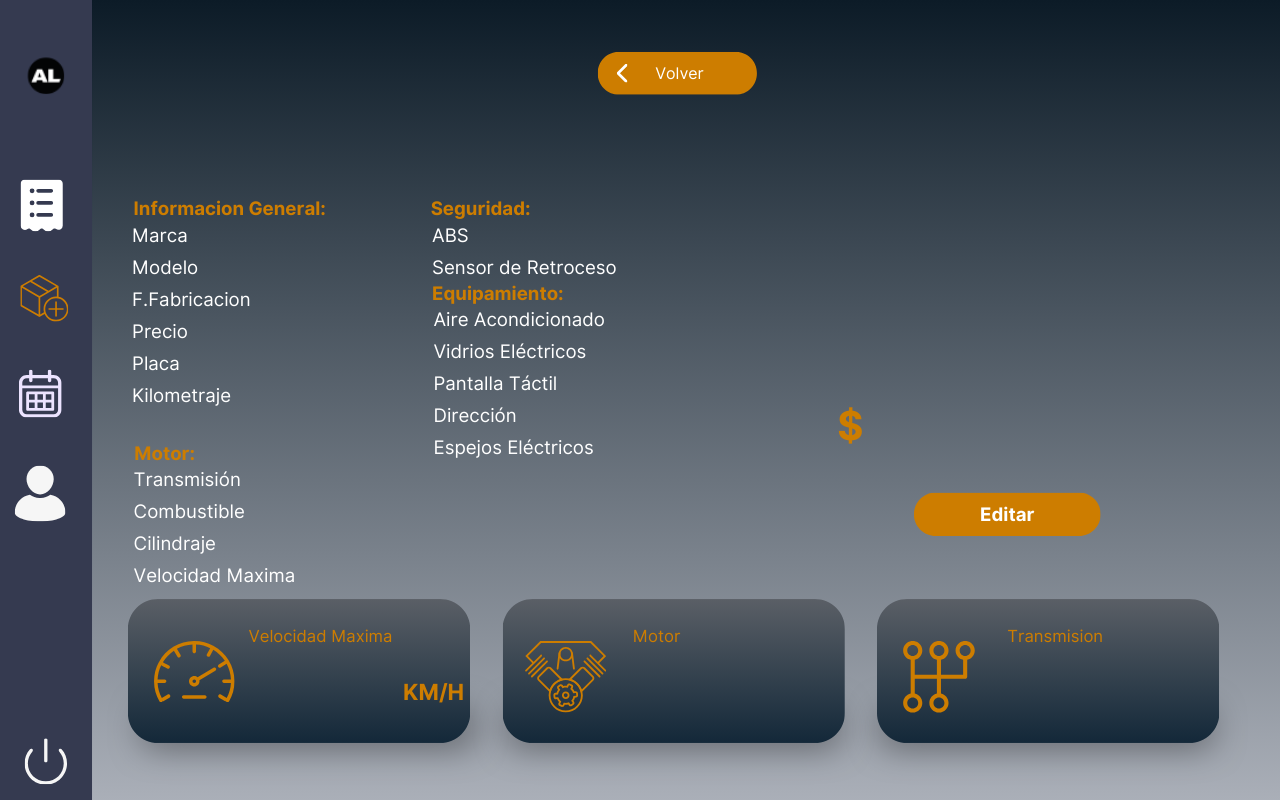 AL
Volver
Informacion General:
Marca
Modelo
F.Fabricacion
Precio
Placa
Kilometraje
Motor:
Transmisión
Combustible
Cilindraje
Velocidad Maxima
Seguridad:
ABS
Sensor de Retroceso
Equipamiento:
Aire Acondicionado
Vidrios Eléctricos
Pantalla Táctil
Dirección
Espejos Eléctricos
$
Editar
Velocidad Maxima
KM/H
Motor
Transmision